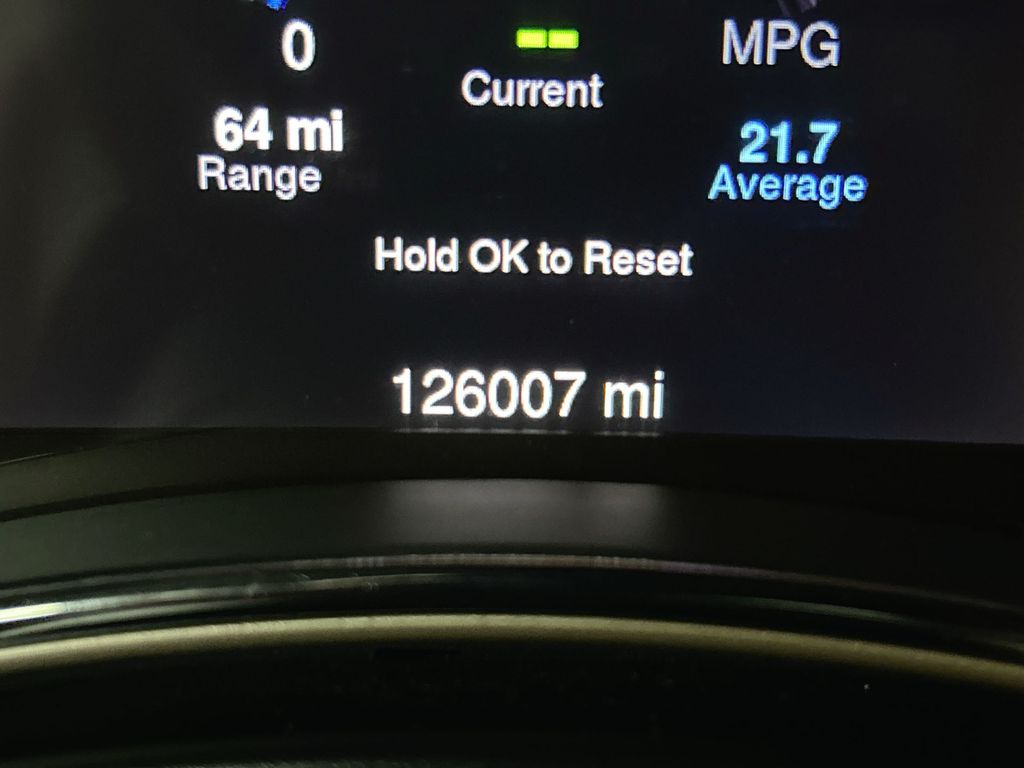 0
MPG
Current
64 mi
Range
21.7
Average
Hold OK to Reset
126007 mi